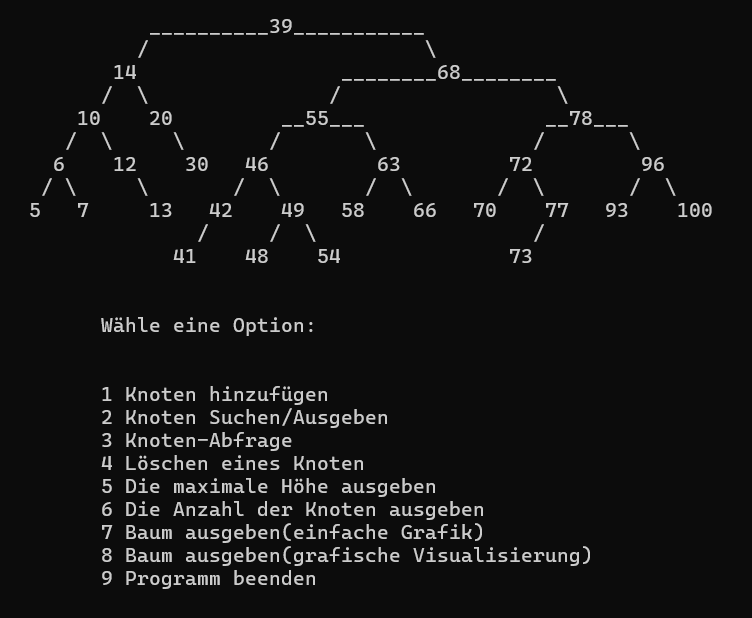 __________39___________
/ \
14 ________68________
/ \ / \
10 20 __55___ __78___
/ \ \ / \ / \
6 12 30 46 63 72 96
/ \ \ / \ / \ / \ / \
5 7 13 42 49 58 66 70 77 93 100
/ / \ /
41 48 54 73
Wähle eine Option:
1 Knoten hinzufügen
2 Knoten Suchen/Ausgeben
3 Knoten-Abfrage
4 Löschen eines Knoten
5 Die maximale Höhe ausgeben
6 Die Anzahl der Knoten ausgeben
7 Baum ausgeben(einfache Grafik)
8 Baum ausgeben(grafische Visualisierung)
9 Programm beenden